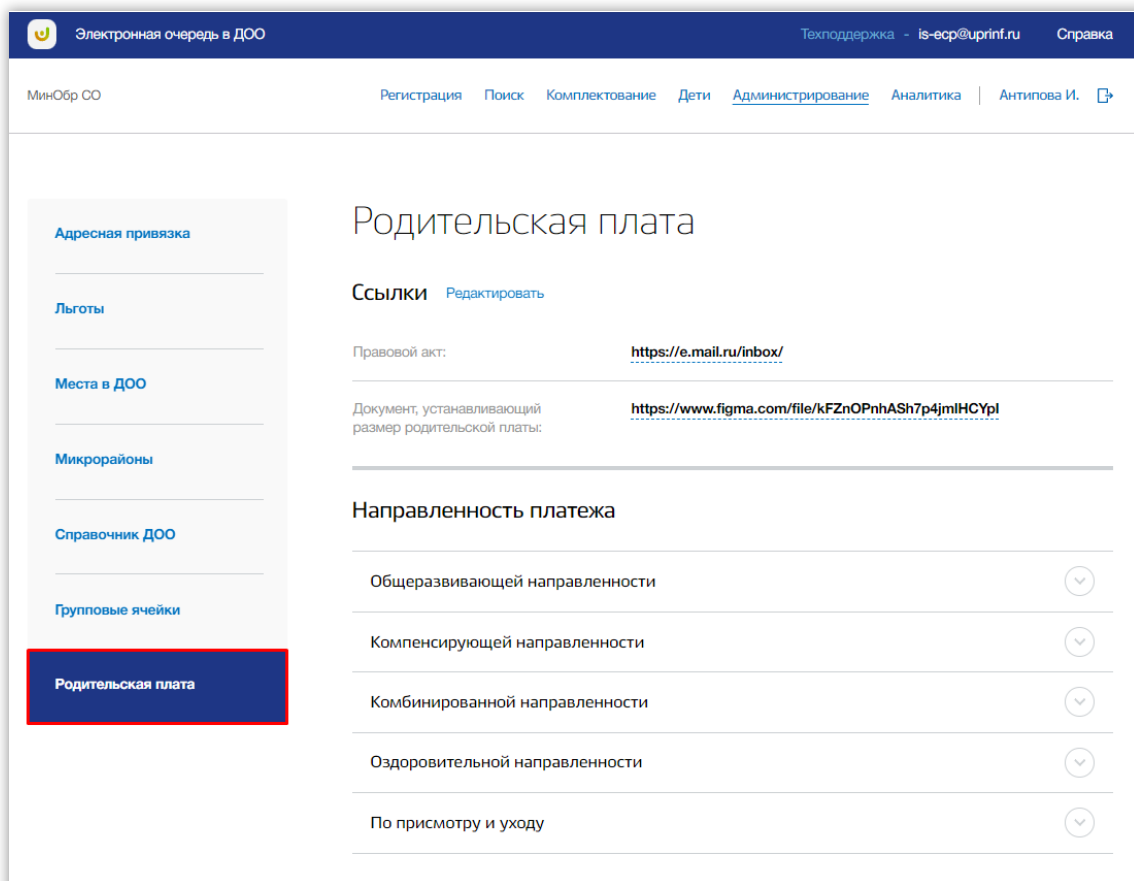 Электронная очередь в ДОО
Техподдержка - is-ecp@uprinf.ru Справка
МинОбр СО
Регистрация Поиск Комплектование Дети Администрирование Аналитика Антипова И.
Адресная привязка
Льготы
Места в ДОО
Микрорайоны
Справочник ДОО
Групповые ячейки
Родительская плата
Родительская плата
Ссылки Редактировать
Правовой акт: https://e.mail.ru/inbox/
Документ, устанавливающий https://www.figma.com/file/kFZnOPnhASh7p4jmlHCYpI
размер родительской платы:
Направленность платежа
Общеразвивающей направленности
Компенсирующей направленности
Комбинированной направленности
Оздоровительной направленности
По присмотру и уходу